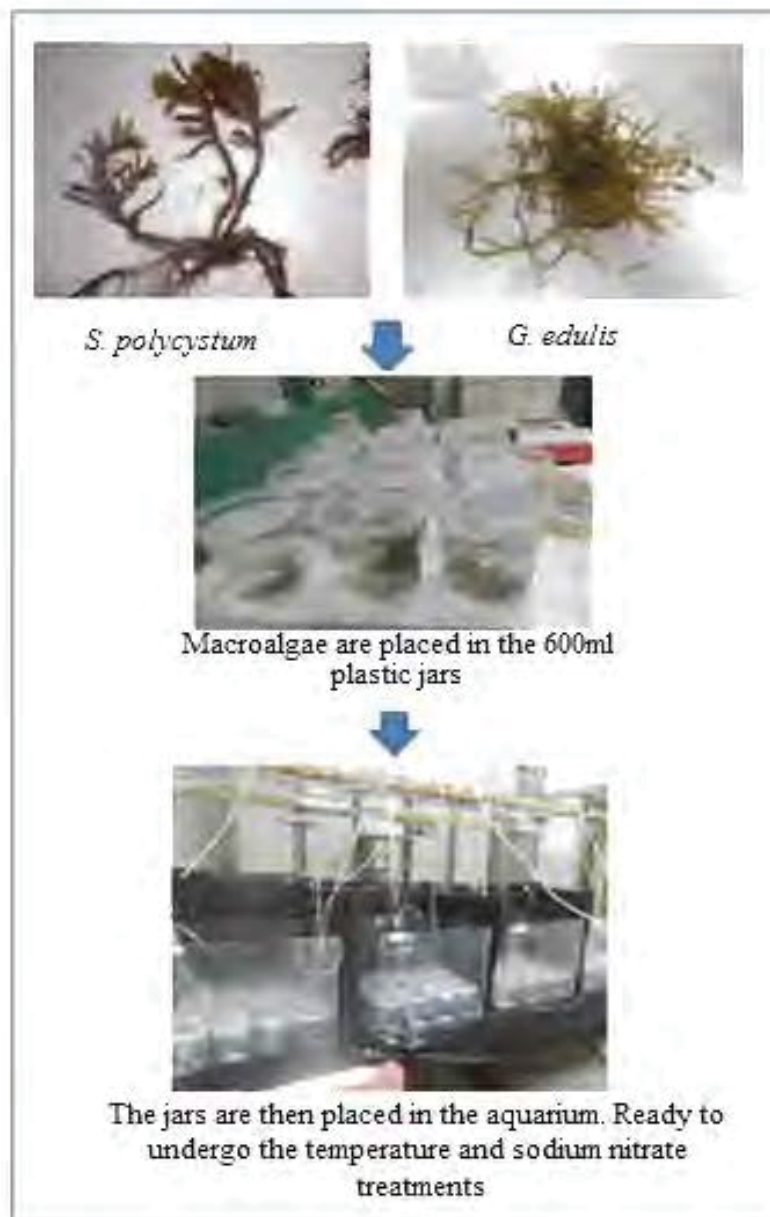 S. polycystum
G. edulis
Macroalgae are placed in the 600ml
plastic jars
The jars are then placed in the aquarium. Ready to
undergo the temperature and sodium nitrate
treatments